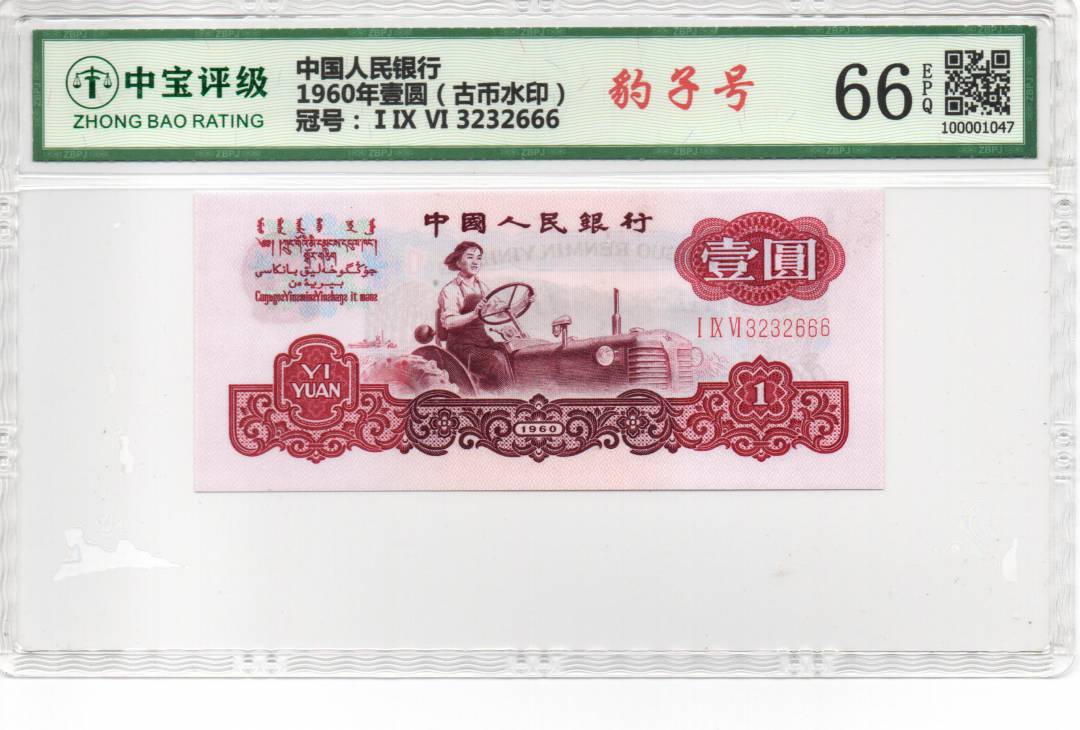 中宝评级
ZHONG BAO RATING
中国人民银行
1960年壹圆（古币水印）
冠号：I IX VI 3232666
豹子号
66
EPQ
100001047
中國人民銀行
壹圓
I IX VI 3232666
YI
YUAN
1960
1